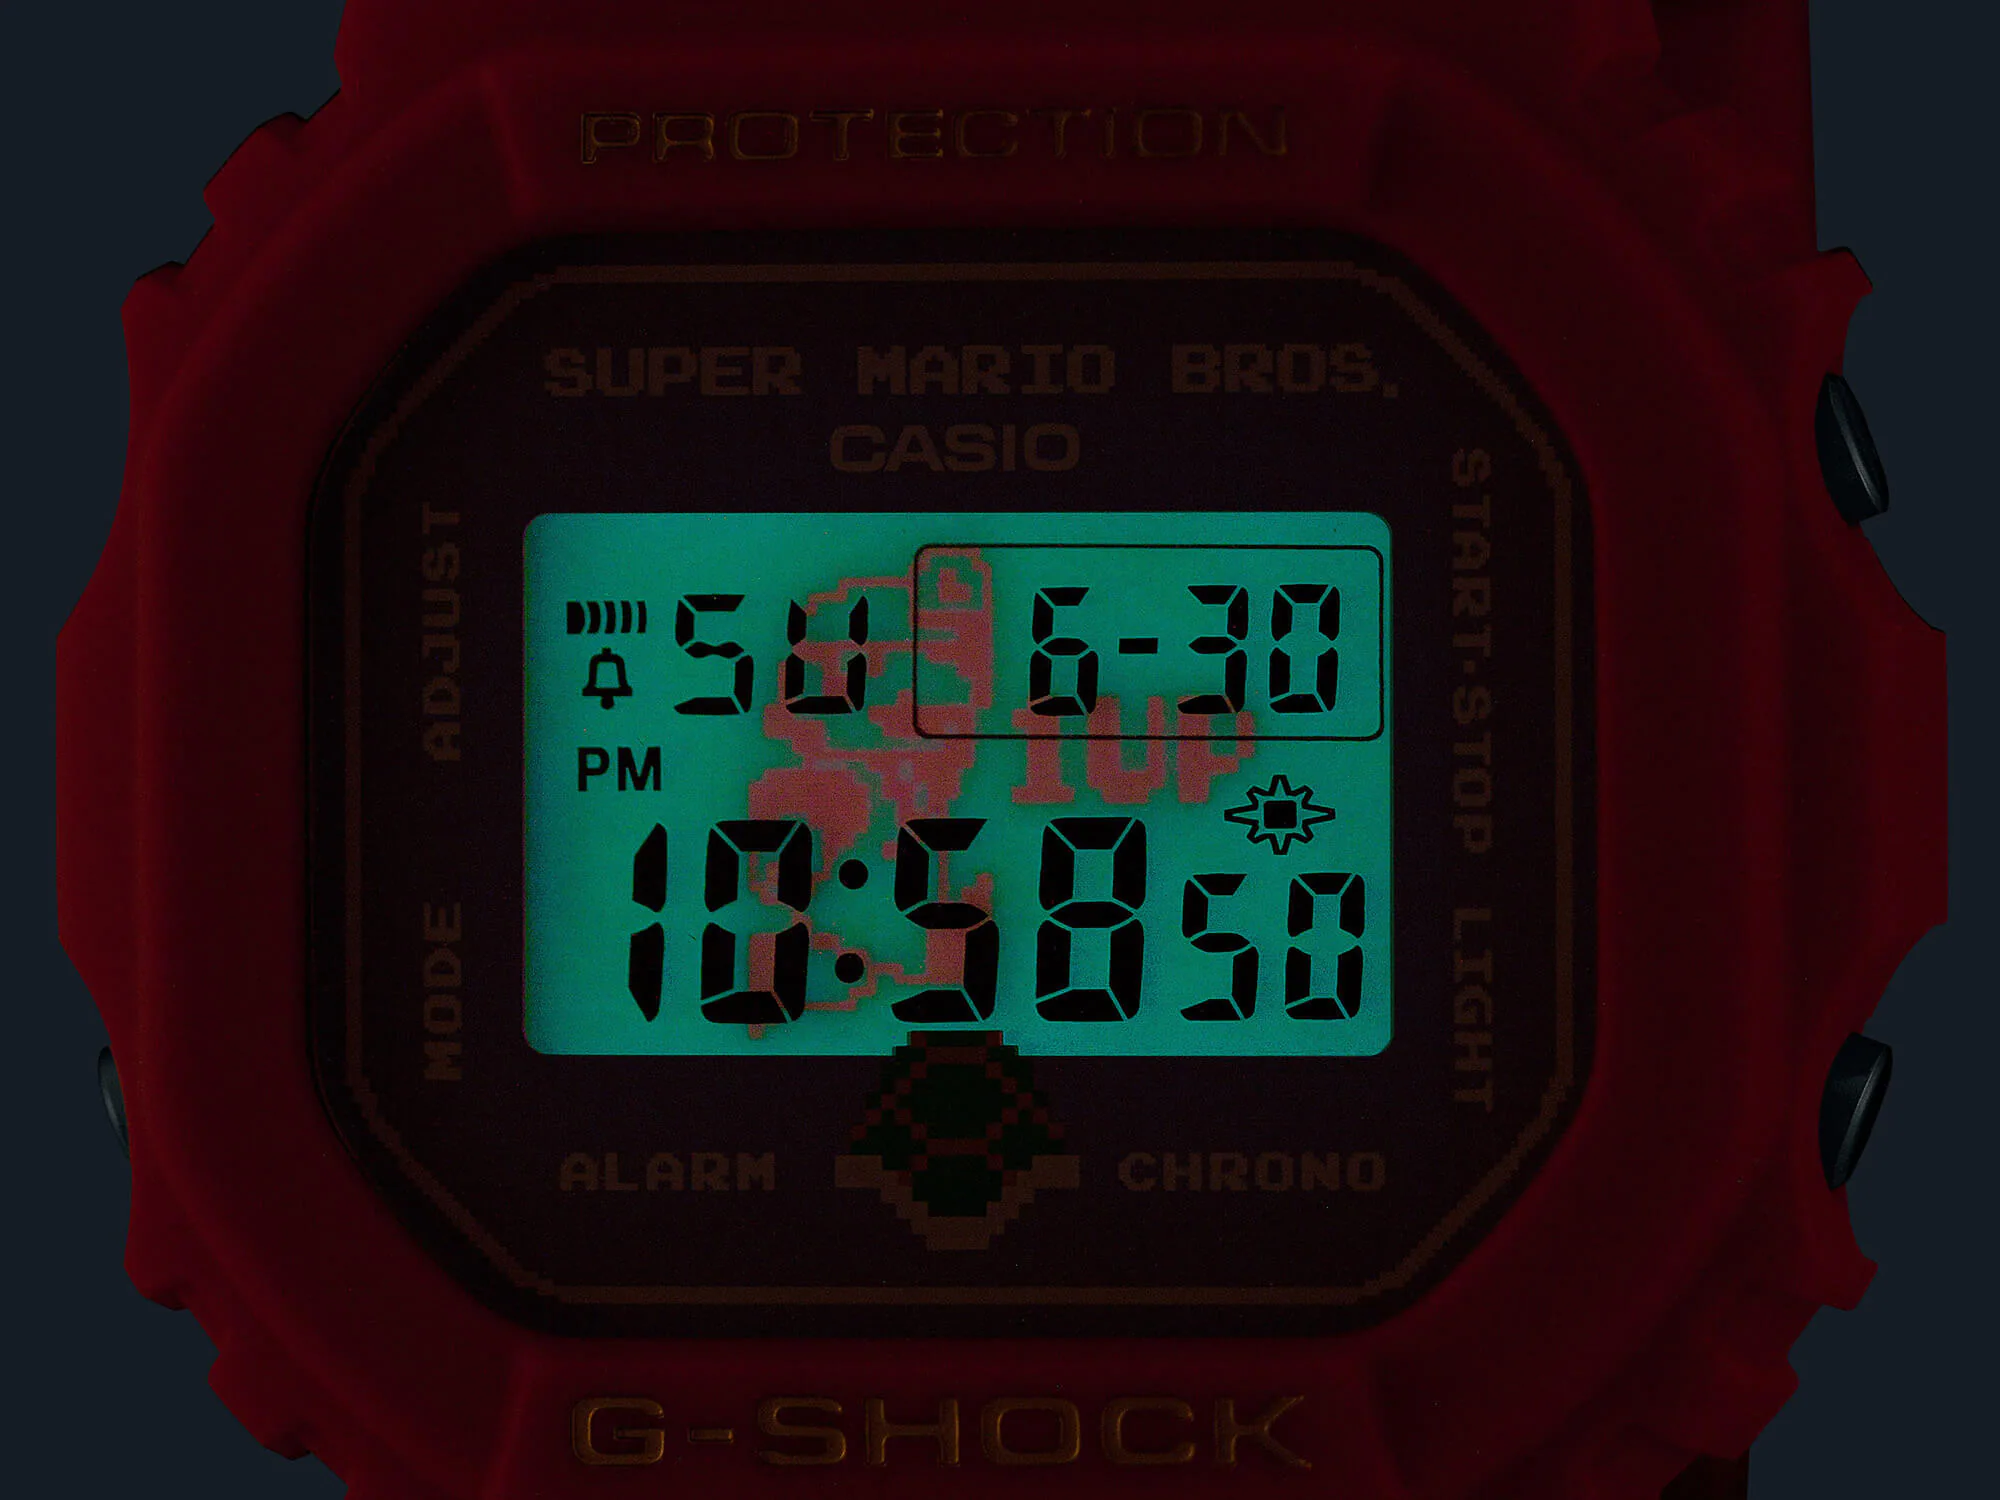 PROTECTION
SUPER MARIO BROS.
CASIO
ADJUST
START·STOP
SU 6-30
1UP
PM
10:58 50
MODE
LIGHT
ALARM
CHRONO
G-SHOCK